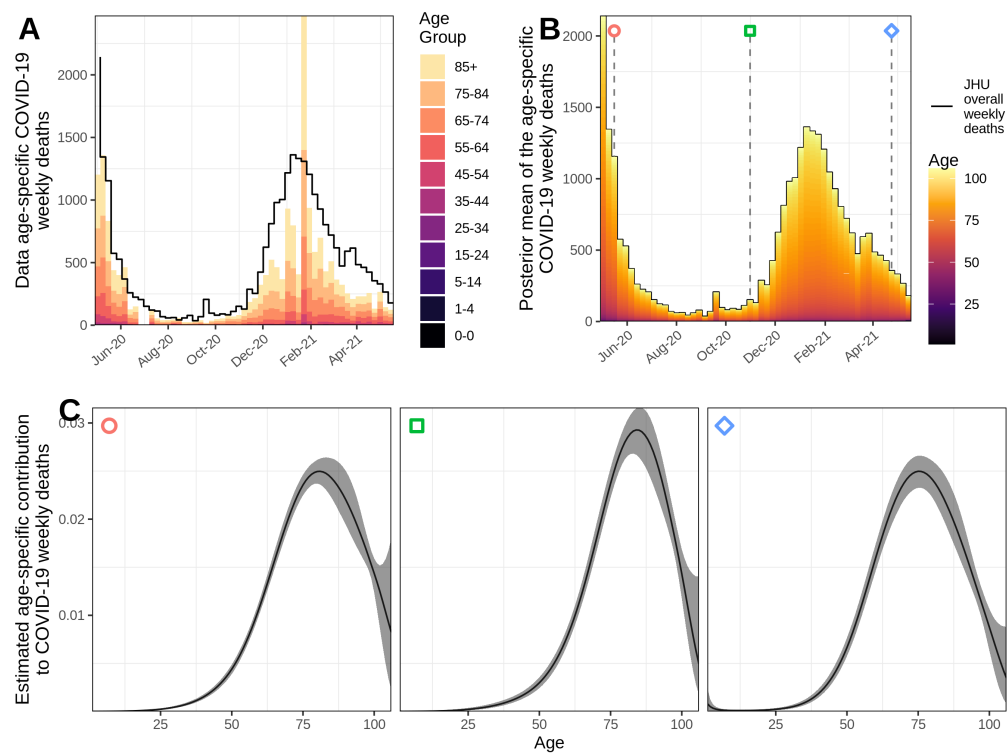 A
Data age-specific COVID-19
weekly deaths
2000
1500
1000
500
0
Jun-20
Aug-20
Oct-20
Dec-20
Feb-21
Apr-21
Age
Group
85+
75-84
65-74
55-64
45-54
35-44
25-34
15-24
5-14
1-4
0-0
B
Posterior mean of the age-specific
COVID-19 weekly deaths
2000
1500
1000
500
0
Jun-20
Aug-20
Oct-20
Dec-20
Feb-21
Apr-21
JHU
overall
weekly
deaths
Age
100
75
50
25
C
Estimated age-specific contribution
to COVID-19 weekly deaths
0.03
0.02
0.01
25
50
75
100
25
50
75
100
25
50
75
100
Age